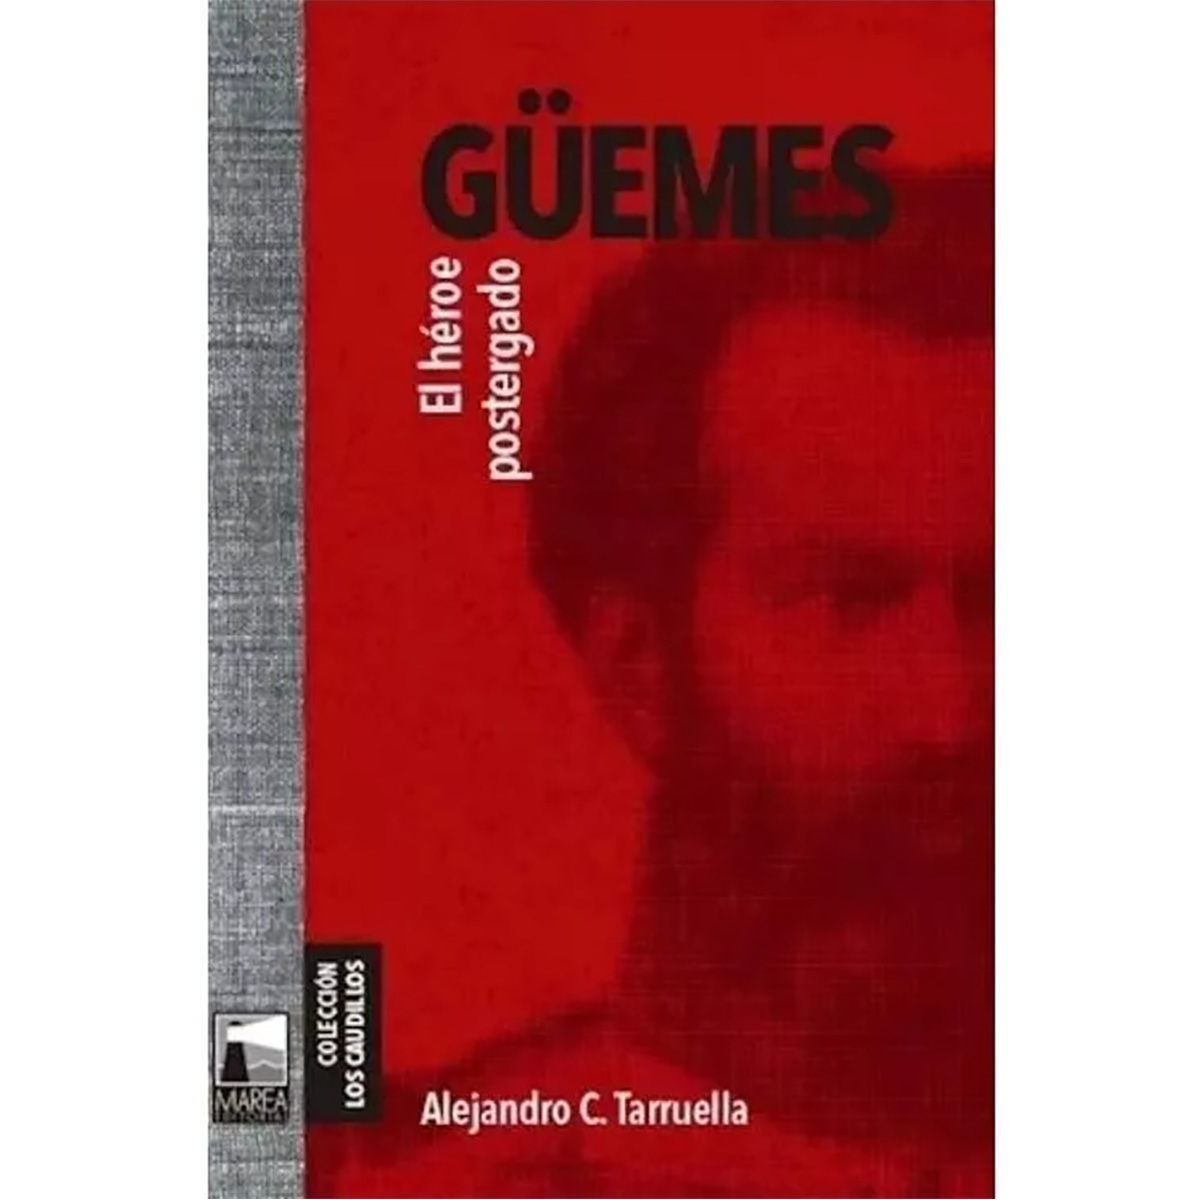 GÜEMES
El héroe
postergado
COLECCIÓN
LOS CAUDILLOS
MAREA
Alejandro C. Tarruella